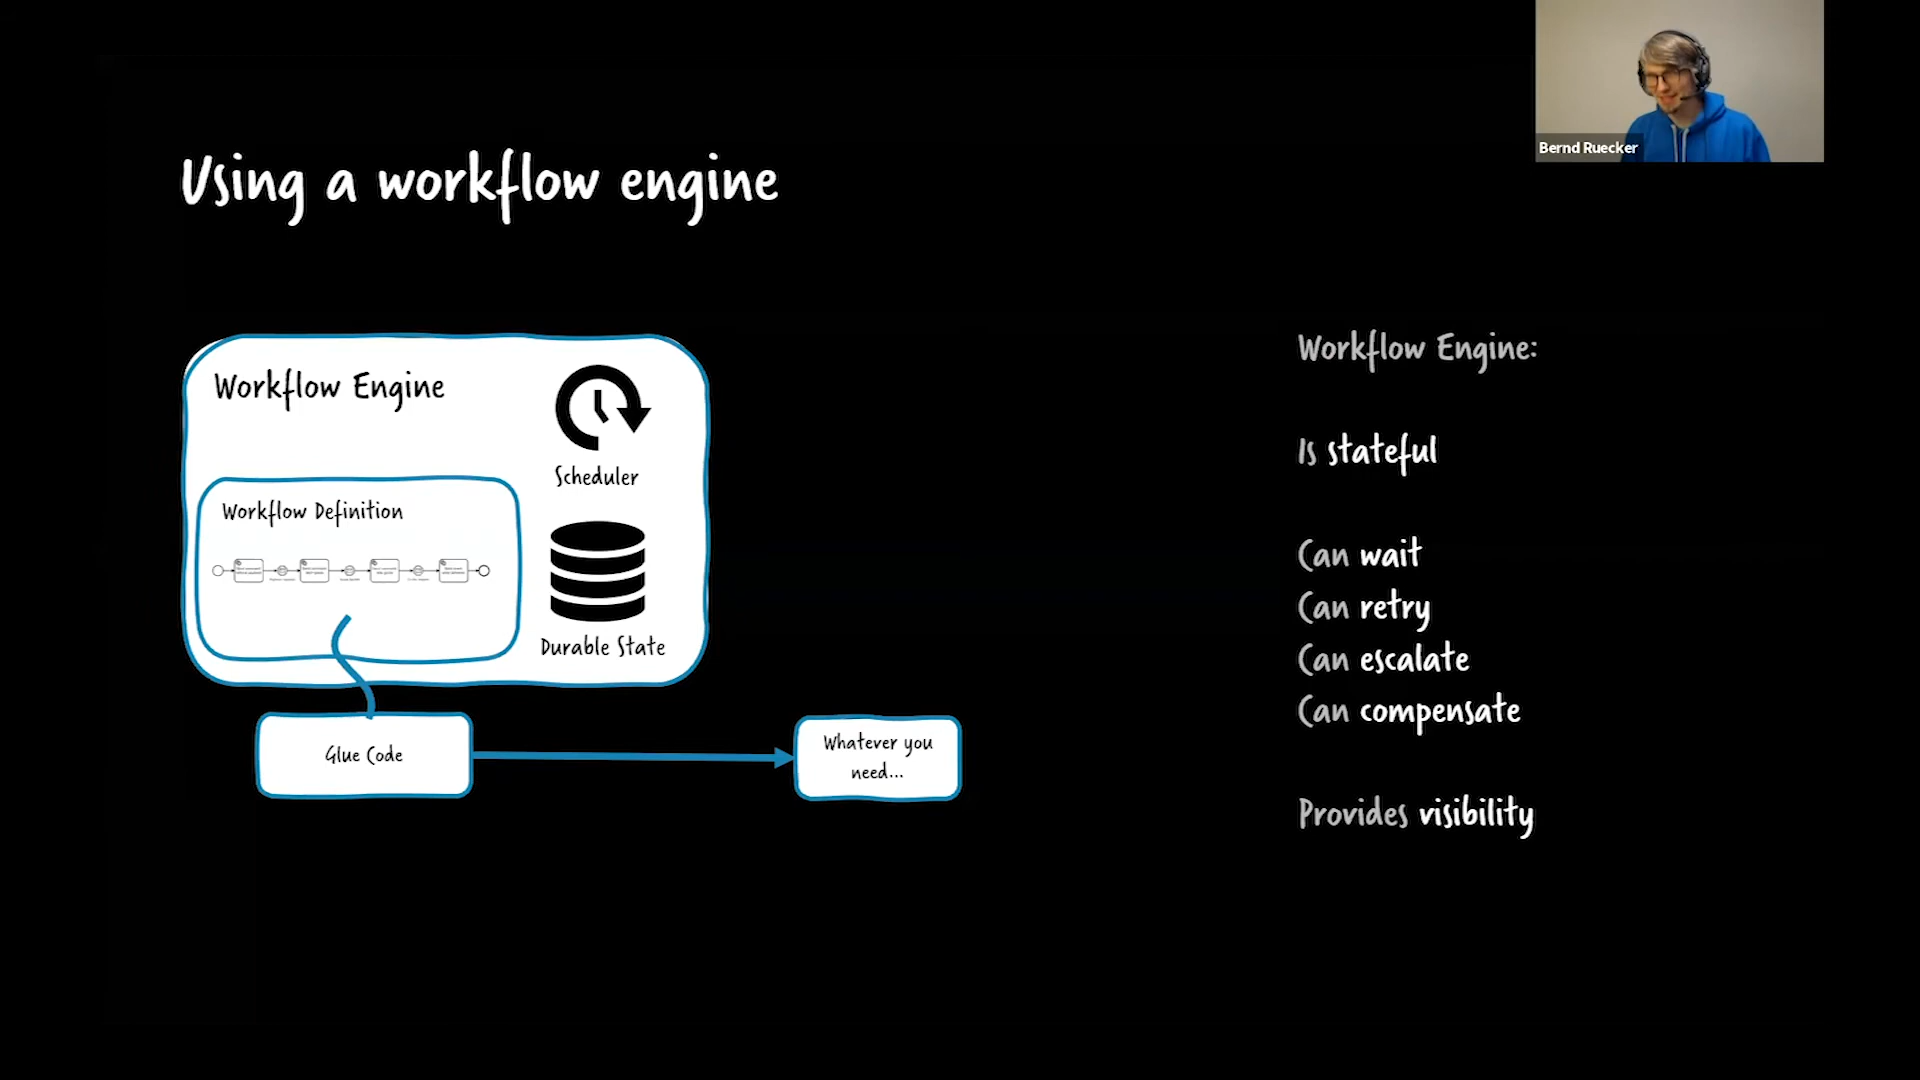 Bernd Ruecker
Using a workflow engine
Workflow Engine
Scheduler
Workflow Definition
Durable State
Glue Code
Whatever you
need...
Workflow Engine:
Is stateful
Can wait
Can retry
Can escalate
Can compensate
Provides visibility